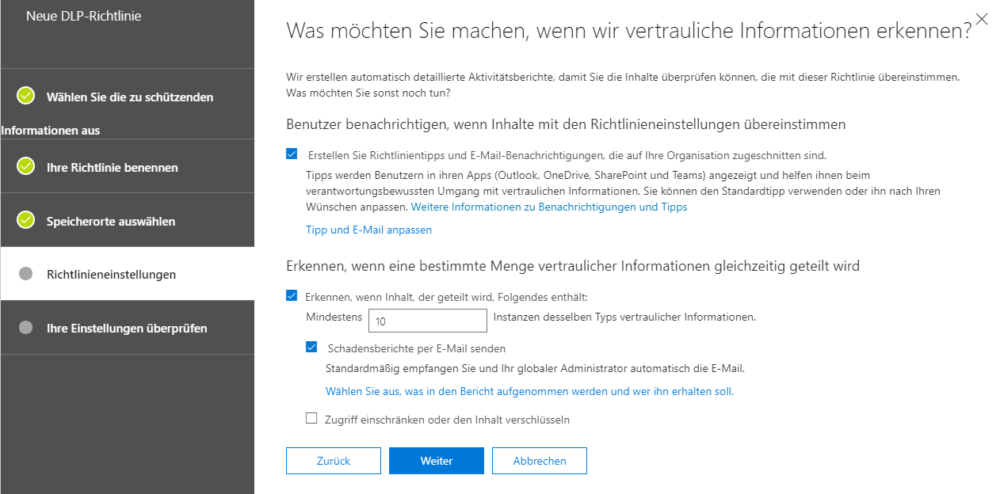 Neue DLP-Richtlinie
Wählen Sie die zu schützenden
Informationen aus
Ihre Richtlinie benennen
Speicherorte auswählen
Richtlinieneinstellungen
Ihre Einstellungen überprüfen
Was möchten Sie machen, wenn wir vertrauliche Informationen erkennen?
Wir erstellen automatisch detaillierte Aktivitätsberichte, damit Sie die Inhalte überprüfen können, die mit dieser Richtlinie übereinstimmen.
Was möchten Sie sonst noch tun?
Benutzer benachrichtigen, wenn Inhalte mit den Richtlinieneinstellungen übereinstimmen
Erstellen Sie Richtlinientipps und E-Mail-Benachrichtigungen, die auf Ihre Organisation zugeschnitten sind.
Tipps werden Benutzern in ihren Apps (Outlook, OneDrive, SharePoint und Teams) angezeigt und helfen ihnen beim
verantwortungsbewussten Umgang mit vertraulichen Informationen. Sie können den Standardtipp verwenden oder ihn nach Ihren
Wünschen anpassen. Weitere Informationen zu Benachrichtigungen und Tipps
Tipp und E-Mail anpassen
Erkennen, wenn eine bestimmte Menge vertraulicher Informationen gleichzeitig geteilt wird
Erkennen, wenn Inhalt, der geteilt wird, Folgendes enthält:
Mindestens 10 Instanzen desselben Typs vertraulicher Informationen.
Schadensberichte per E-Mail senden
Standardmäßig empfangen Sie und Ihr globaler Administrator automatisch die E-Mail.
Wählen Sie aus, was in den Bericht aufgenommen werden und wer ihn erhalten soll.
Zugriff einschränken oder den Inhalt verschlüsseln
Zurück Weiter Abbrechen